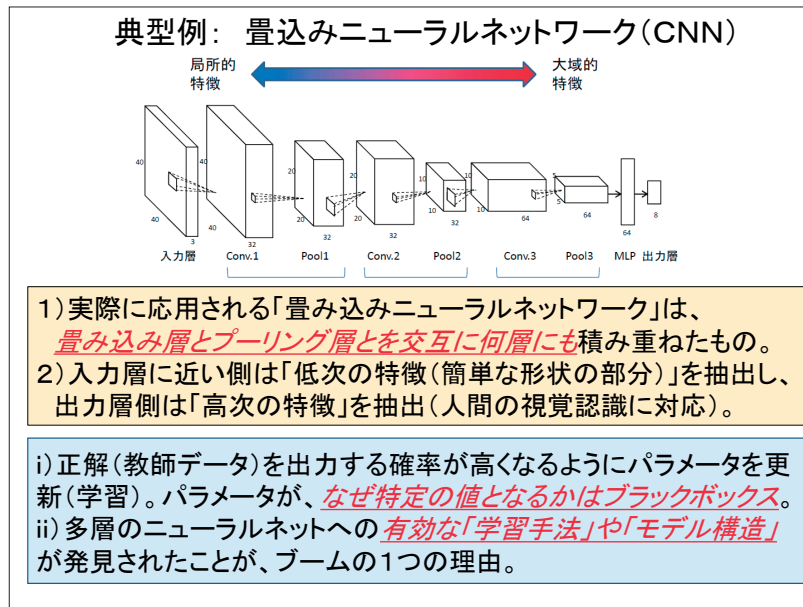 典型例: 畳込みニューラルネットワーク(CNN)
局所的
特徴
大域的
特徴
40
40
3
40
40
32
20
20
32
20
20
32
10
10
32
10
10
64
5
5
64
64
8
入力層 Conv.1 Pool1 Conv.2 Pool2 Conv.3 Pool3 MLP 出力層
1)実際に応用される「畳み込みニューラルネットワーク」は、
畳み込み層とプーリング層とを交互に何層にも積み重ねたもの。
2)入力層に近い側は「低次の特徴(簡単な形状の部分)」を抽出し、
出力層側は「高次の特徴」を抽出(人間の視覚認識に対応)。
i)正解(教師データ)を出力する確率が高くなるようにパラメータを更
新(学習)。パラメータが、なぜ特定の値となるかはブラックボックス。
ii)多層のニューラルネットへの有効な「学習手法」や「モデル構造」
が発見されたことが、ブームの1つの理由。